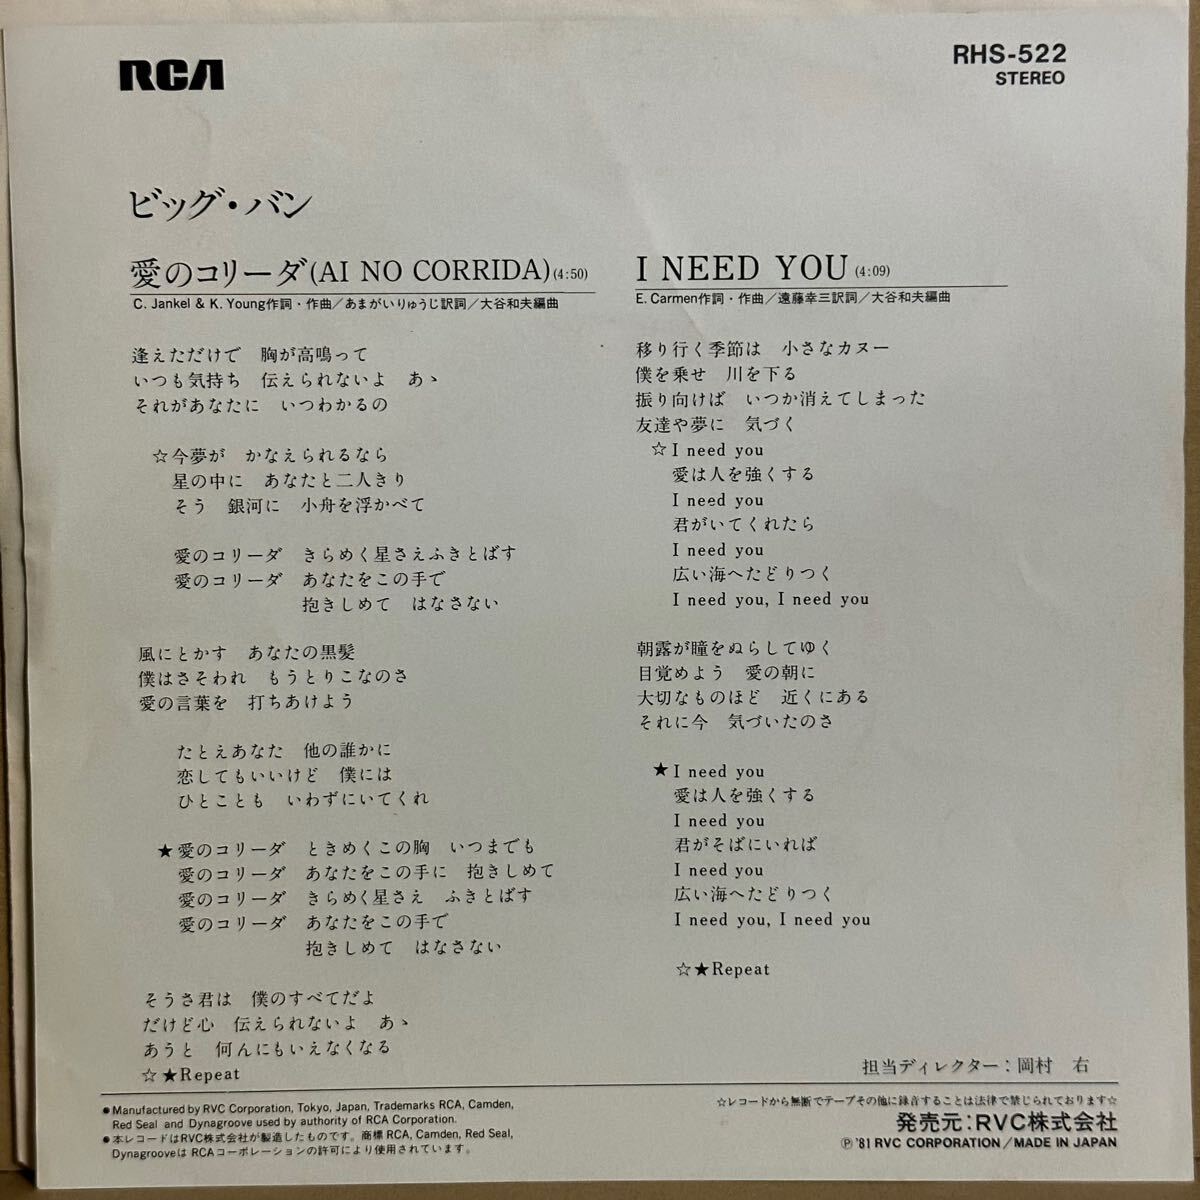 RCA
RHS-522
STEREO
ビッグ・バン
愛のコリーダ(AI NO CORRIDA)(4:50)
C. Jankel & K. Young作詞・作曲／あまがいりゅうじ訳詞／大谷和夫編曲
逢えただけで　胸が高鳴って
いつも気持ち　伝えられないよ　あゝ
それがあなたに　いつわかるの
☆今夢が　かなえられるなら
星の中に　あなたと二人きり
そう　銀河に　小舟を浮かべて
愛のコリーダ　きらめく星さえふきとばす
愛のコリーダ　あなたをこの手で
抱きしめて　はなさない
風にとかす　あなたの黒髪
僕はさそわれ　もうとりこなのさ
愛の言葉を　打ちあけよう
たとえあなた　他の誰かに
恋してもいいけど　僕には
ひとことも　いわずにいてくれ
★愛のコリーダ　ときめくこの胸　いつまでも
愛のコリーダ　あなたをこの手に　抱きしめて
愛のコリーダ　きらめく星さえ　ふきとばす
愛のコリーダ　あなたをこの手で
抱きしめて　はなさない
そうさ君は　僕のすべてだよ
だけど心　伝えられないよ　あゝ
あうと　何んにもいえなくなる
☆★Repeat
I NEED YOU(4:09)
E. Carmen作詞・作曲／遠藤幸三訳詞／大谷和夫編曲
移り行く季節は　小さなカヌー
僕を乗せ　川を下る
振り向けば　いつか消えてしまった
友達や夢に　気づく
☆I need you
愛は人を強くする
I need you
君がいてくれたら
I need you
広い海へたどりつく
I need you, I need you
朝露が瞳をぬらしてゆく
目覚めよう　愛の朝に
大切なものほど　近くにある
それに今　気づいたのさ
★I need you
愛は人を強くする
I need you
君がそばにいれば
I need you
広い海へたどりつく
I need you, I need you
☆★Repeat
担当ディレクター：岡村　右
●Manufactured by RVC Corporation, Tokyo, Japan, Trademarks RCA, Camden,
Red Seal and Dynagroove used by authority of RCA Corporation.
●本レコードはRVC株式会社が製造したものです。商標RCA, Camden, Red Seal,
DynagrooveはRCAコーポレーションの許可により使用されています。
☆レコードから無断でテープその他に録音することは法律で禁じられております☆
発売元：RVC株式会社
Ⓟ'81 RVC CORPORATION/MADE IN JAPAN